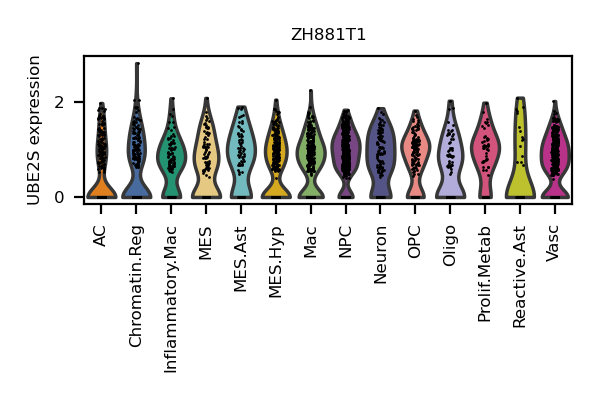 ZH881T1
UBE2S expression
2
0
AC
Chromatin.Reg
Inflammatory.Mac
MES
MES.Ast
MES.Hyp
Mac
NPC
Neuron
OPC
Oligo
Prolif.Metab
Reactive.Ast
Vasc